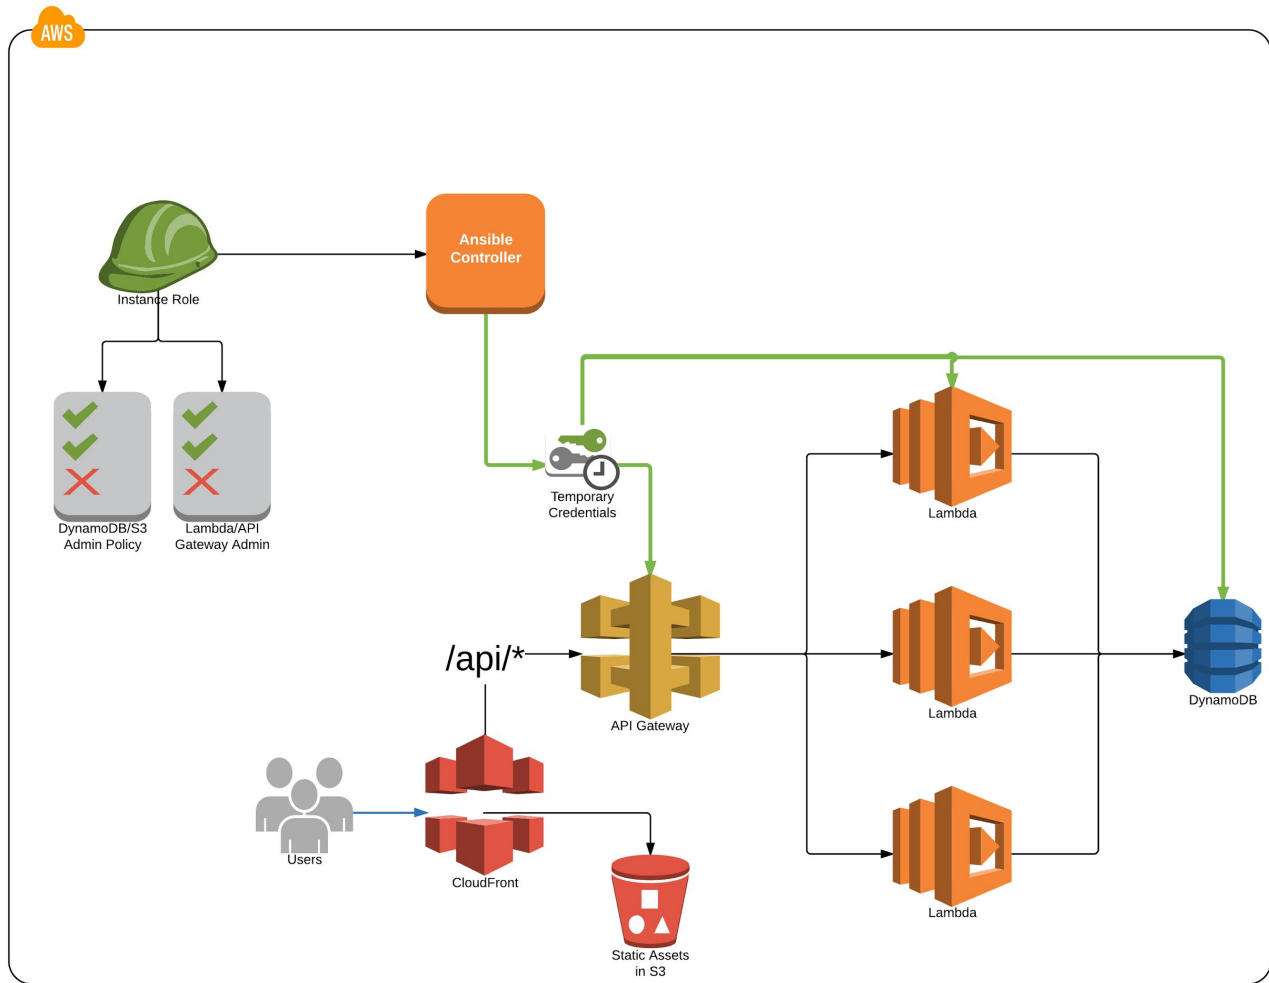 AWS
Ansible
Controller
Instance Role
DynamoDB/S3
Admin Policy
Lambda/API
Gateway Admin
Temporary
Credentials
Lambda
/api/*
API Gateway
Lambda
DynamoDB
Users
CloudFront
Lambda
Static Assets
in S3